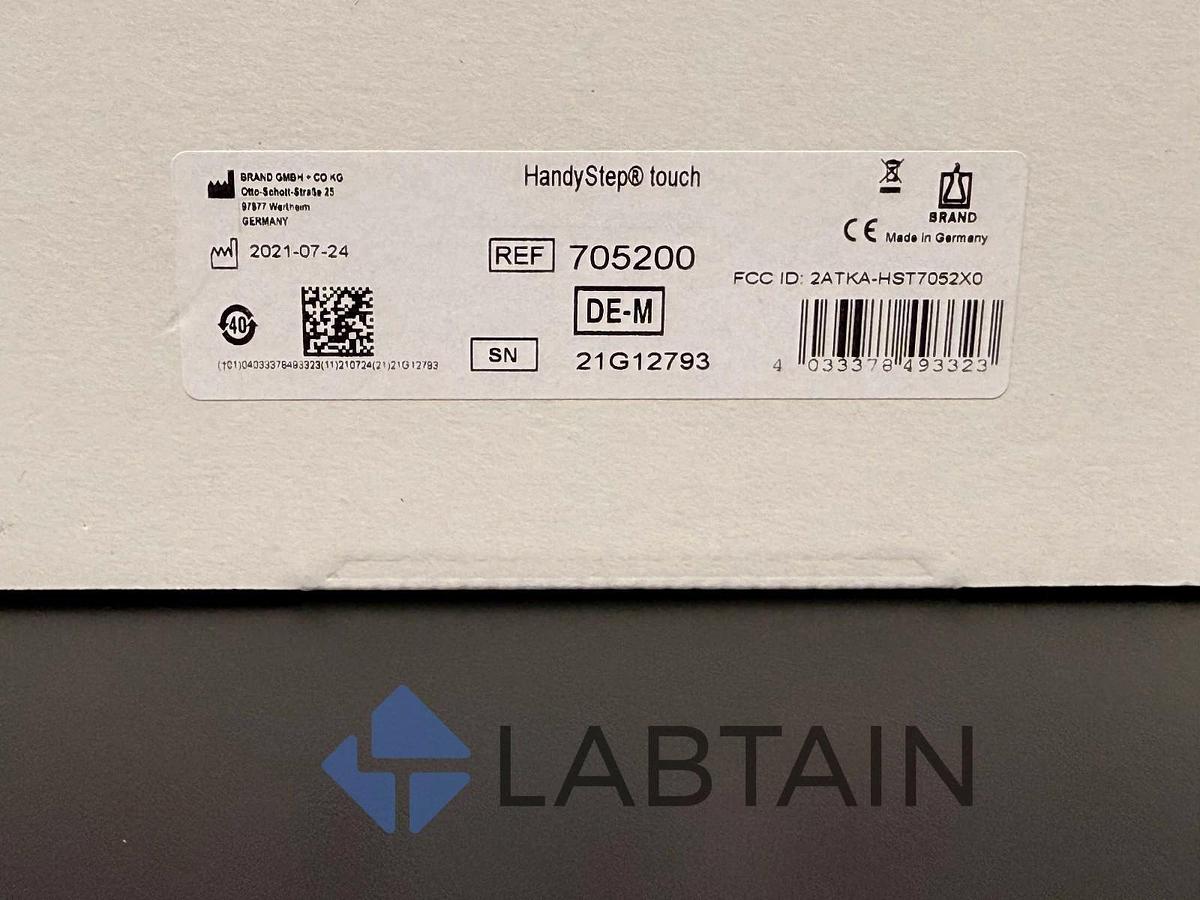 BRAND GMBH + CO KG
Otto-Schott-Straße 25
97877 Wertheim
GERMANY
2021-07-24
40
(01)04033378493323(11)210724(21)21G12793
HandyStep® touch
REF 705200
DE-M
SN 21G12793
BRAND
CE Made in Germany
FCC ID: 2ATKA-HST7052X0
4 033378 493323
LABTAIN